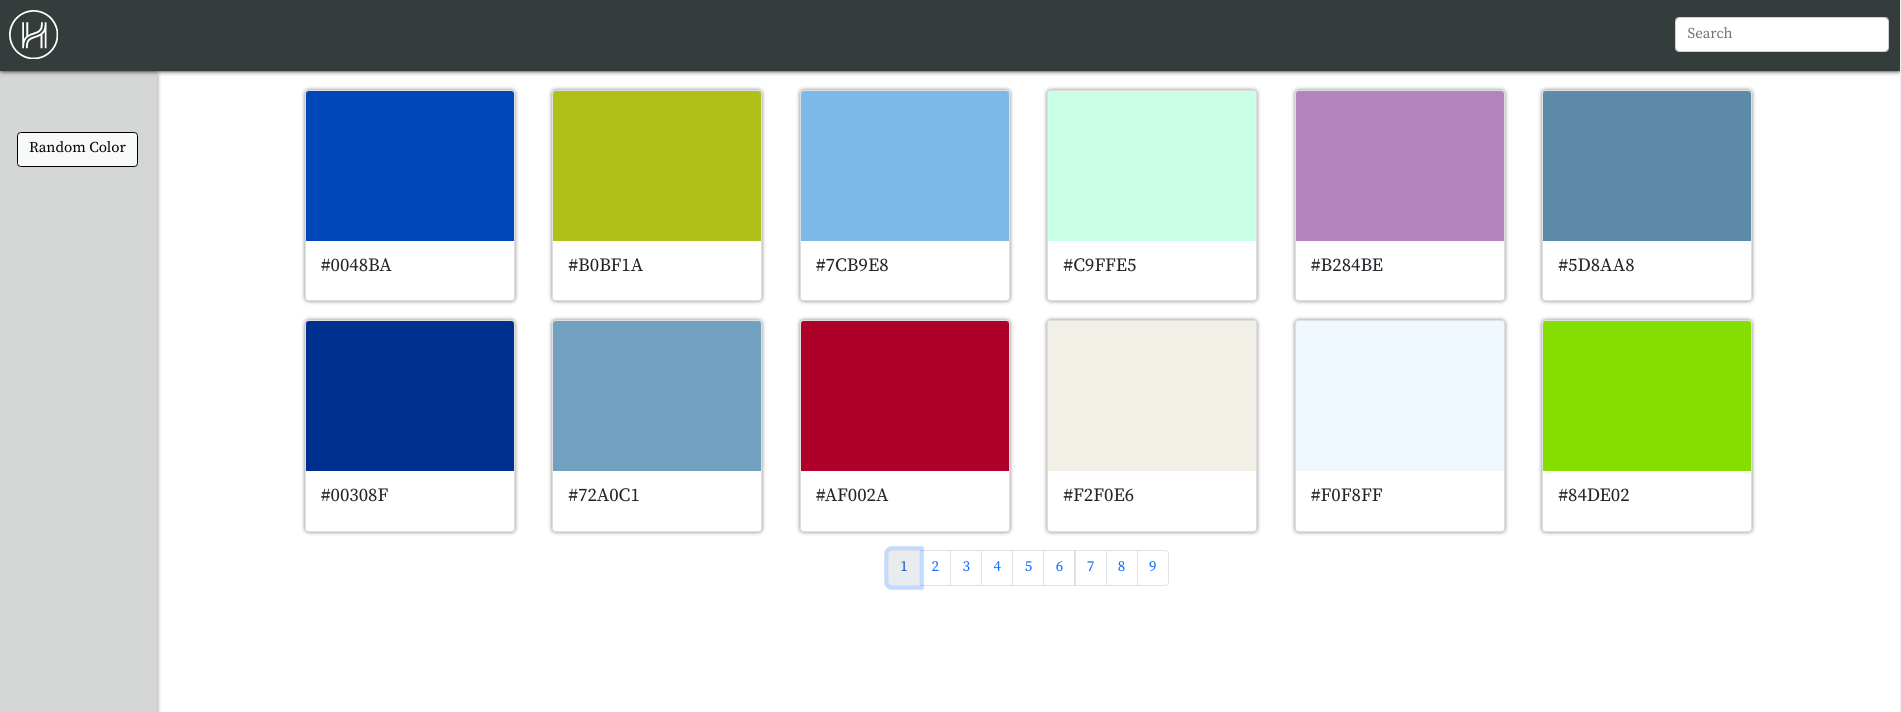 Search
Random Color
#0048BA #B0BF1A #7CB9E8 #C9FFE5 #B284BE #5D8AA8
#00308F #72A0C1 #AF002A #F2F0E6 #F0F8FF #84DE02
1 2 3 4 5 6 7 8 9